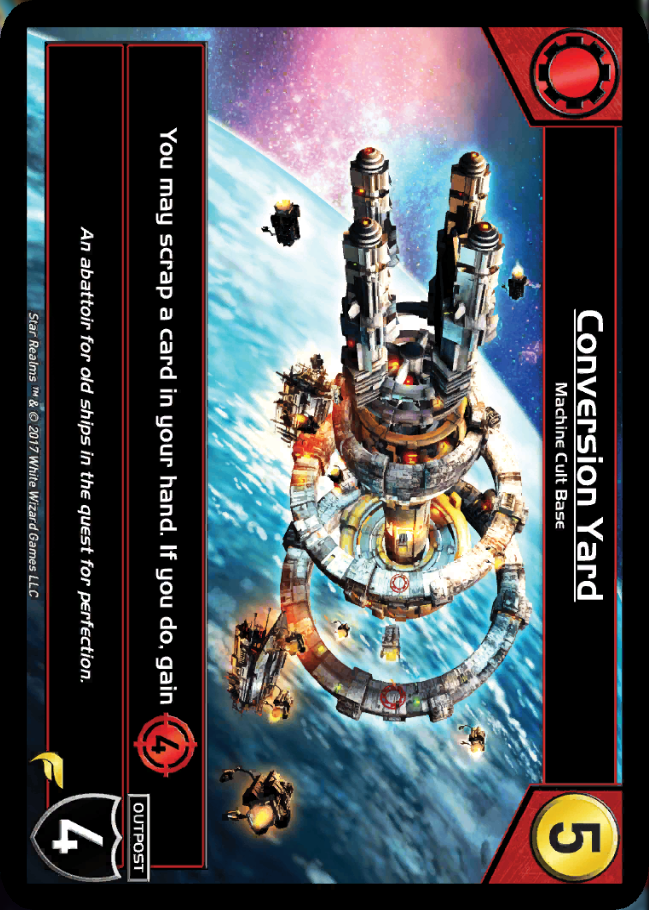 Conversion Yard
Machine Cult Base
5
You may scrap a card in your hand. If you do, gain 4
OUTPOST
An abattoir for old ships in the quest for perfection.
4
Star Realms ™ & © 2017 White Wizard Games LLC